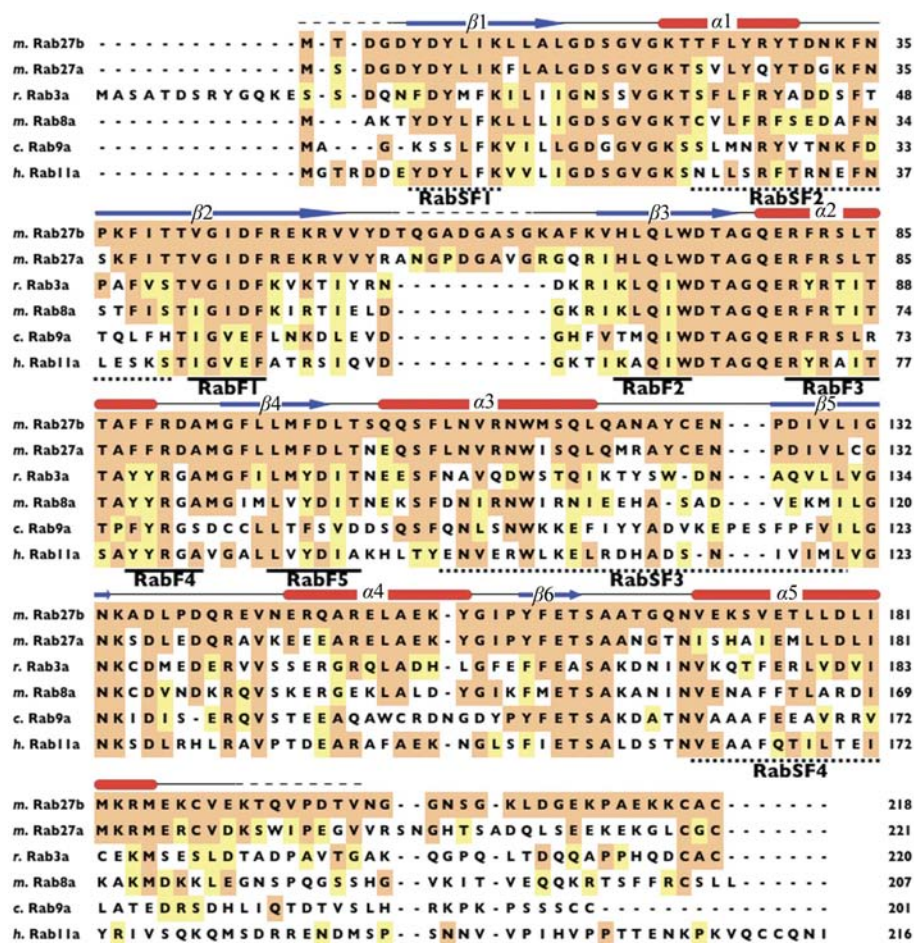 β1 α1
m. Rab27b -------------M-T-DGDYDYLIKLLALGDSGVGKTTFLYRYTDNKFN 35
m. Rab27a -------------M-S-DGDYDYLIKFLALGDSGVGKTSVLYQYTDGKFN 35
r. Rab3a MASATDSRYGQKES-S-DQNFDYMFKILIIGNSSVGKTSFLFRYADDSFT 48
m. Rab8a -------------M---AKTYDYLFKLLLIGDSGVGKTCVLFRFSEDAFN 34
c. Rab9a -------------MA---G-KSSLFKVILLGDGGVGKSSLMNRYVTNKFD 33
h. Rab11a -------------MGTRDDEYDYLFKVVLIGDSGVGKSNLLSRFTRNEFN 37
RabSF1 RabSF2
β2 β3 α2
m. Rab27b PKFITTVGIDFREKRVVYDTQGADGASGKAFKVHLQLWDTAGQERFRSLT 85
m. Rab27a SKFITTVGIDFREKRVVYRANGPDGAVGRGQRIHLQLWDTAGQERFRSLT 85
r. Rab3a PAFVSTVGIDFKVKTIYRN----------DKRIKLQIWDTAGQERYRTIT 88
m. Rab8a STFISTIGIDFKIRTIELD----------GKRIKLQIWDTAGQERFRTIT 74
c. Rab9a TQLFHTIGVEFLNKDLEVD----------GHFVTMQIWDTAGQERFRSLR 73
h. Rab11a LESKSTIGVEFATRSIQVD----------GKTIKAQIWDTAGQERYRAIT 77
RabF1 RabF2 RabF3
β4 α3 β5
m. Rab27b TAFFRDAMGFLLMFDLTSQQSFLNVRNWMSQLQANAYCEN---PDIVLIG 132
m. Rab27a TAFFRDAMGFLLMFDLTNEQSFLNVRNWISQLQMRAYCEN---PDIVLCG 132
r. Rab3a TAYYRGAMGFILMYDITNEESFNAVQDWSTQIKTYSW-DN---AQVLLVG 134
m. Rab8a TAYYRGAMGIMLVYDITNEKSFDNIRNWIRNIEEHA-SAD---VEKMILG 120
c. Rab9a TPFYRGSDCCLLTFSVDDSQSFQNLSNWKKEFIYYADVKEPESFPFVILG 123
h. Rab11a SAYYRGAVGALLVYDIAKHLTYENVERWLKELRDHADS-N---IVIMLVG 123
RabF4 RabF5 RabSF3
α4 β6 α5
m. Rab27b NKADLPDQREVNERQARELAEK-YGIPYFETSAATGQNVEKSVETLLDLI 181
m. Rab27a NKSDLEDQRAVKEEEARELAEK-YGIPYFETSAANGTNISHAIEMLLDLI 181
r. Rab3a NKCDMEDERVVSSERGRQLADH-LGFEFFEASAKDNINVKQTFERLVDVI 183
m. Rab8a NKCDVNDKRQVSKERGEKLALD-YGIKFMETSAKANINVENAFFTLARDI 169
c. Rab9a NKIDIS-ERQVSTEEAQAWCRDNGDYPYFETSAKDATNVAAAFEEAVRRV 172
h. Rab11a NKSDLRHLRAVPTDEARAFAEK-NGLSFIETSALDSTNVEAAFQTILTEI 172
RabSF4
m. Rab27b MKRMEKCVEKTQVPDTVNG--GNSG-KLDGEKPAEKKCAC------- 218
m. Rab27a MKRMERCVDKSWIPEGVVRSNGHTSADQLSEEKEKGLCGC------- 221
r. Rab3a CEKMSESLDTADPAVTGAK--QGPQ-LTDQQAPPHQDCAC------- 220
m. Rab8a KAKMDKKLEGNSPQGSSHG--VKIT-VEQQKRTSFFRCSLL------ 207
c. Rab9a LATEDRSDHLIQTDTVSLH--RKPK-PSSSCC--------------- 201
h. Rab11a YRIVSQKQMSDRRENDMSP--SNNV-VPIHVPPTTENKPKVQCCQNI 216